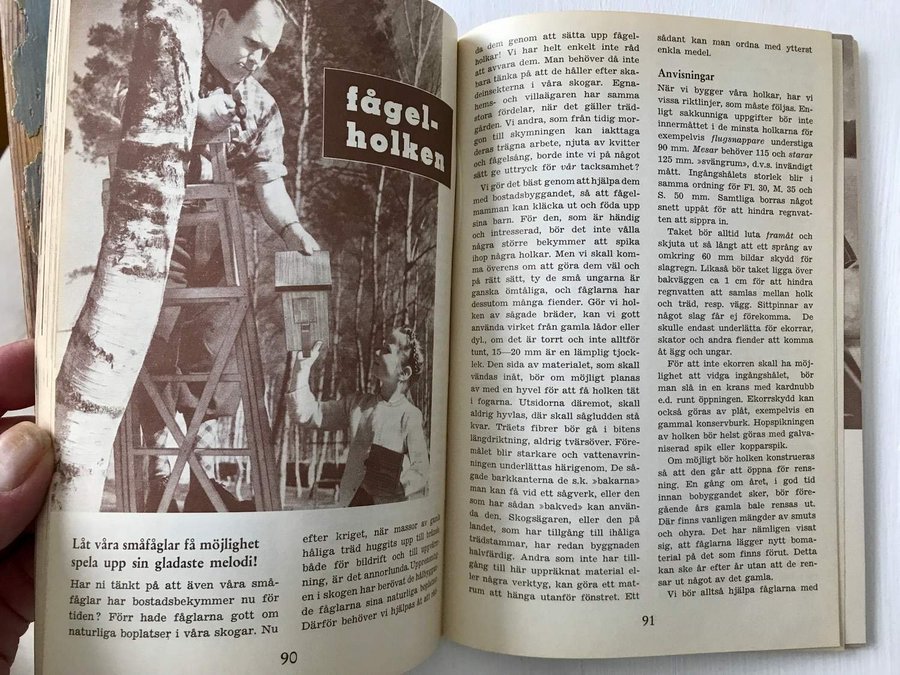 fågel-
holken
Låt våra småfåglar få möjlighet
spela upp sin gladaste melodi!
Har ni tänkt på att även våra små-
fåglar har bostadsbekymmer nu för
tiden? Förr hade fåglarna gott om
naturliga boplatser i våra skogar. Nu
efter kriget, när massor av gamla
håliga träd huggits upp till bränsle
både för bildrift och till uppvärm-
ning, är det annorlunda. Upprensning-
en i skogen har berövat de hålbyggan-
de fåglarna sina naturliga boplatser.
Därför behöver vi hjälpas åt att råda
90
da dem genom att sätta upp fågel-
holkar! Vi har helt enkelt inte råd
att avvara dem. Man behöver då inte
bara tänka på att de håller efter ska-
deinsekterna i våra skogar. Egna-
hems- och villaägaren har samma
stora fördelar, när det gäller träd-
gården. Vi andra, som från tidig mor-
gon till skymningen kan iakttaga
deras trägna arbete, njuta av kvitter
och fågelsång, borde inte vi på något
sätt ge uttryck för vår tacksamhet?
Vi gör det bäst genom att hjälpa dem
med bostadsbyggandet, så att fågel-
mamman kan kläcka ut och föda upp
sina barn. För den, som är händig
och intresserad, bör det inte vålla
några större bekymmer att spika
ihop några holkar. Men vi skall kom-
ma överens om att göra dem väl och
på rätt sätt, ty de små ungarna är
ganska ömtåliga, och fåglarna har
dessutom många fiender. Gör vi hol-
ken av sågade bräder, kan vi gott
använda virket från gamla lådor eller
dyl., om det är torrt och inte alltför
tunt, 15—20 mm är en lämplig tjock-
lek. Den sida av materialet, som skall
vändas inåt, bör om möjligt planas
av med en hyvel för att få holken tät
i fogarna. Utsidorna däremot, skall
aldrig hyvlas, där skall sågludden stå
kvar. Träets fibrer bör gå i bitens
längdriktning, aldrig tvärsöver. Före-
målet blir starkare och vattenavrin-
ningen underlättas härigenom. De så-
gade barkkanterna de s.k. »bakarna»
man kan få vid ett sågverk, eller den
som har sådan »bakved» kan använ-
da den. Skogsägaren, eller den på
landet, som har tillgång till ihåliga
trädstammar, har redan byggnaden
halvfärdig. Andra som inte har till-
gång till här uppräknat material el-
ler några verktyg, kan göra ett mat-
rum att hänga utanför fönstret. Ett
sådant kan man ordna med ytterst
enkla medel.
Anvisningar
När vi bygger våra holkar, har vi
vissa riktlinjer, som måste följas. En-
ligt sakkunniga uppgifter bör inte
innermåttet i de minsta holkarna för
exempelvis flugsnappare understiga
90 mm. Mesar behöver 115 och starar
125 mm. »svängrum», d.v.s. invändigt
mått. Ingångshålets storlek blir i
samma ordning för Fl. 30, M. 35 och
S. 50 mm. Samtliga borras något
snett uppåt för att hindra regnvat-
ten att sippra in.
Taket bör alltid luta framåt och
skjuta ut så långt att ett språng av
omkring 60 mm bildar skydd för
slagregn. Likaså bör taket ligga över
bakväggen ca 1 cm för att hindra
regnvatten att samlas mellan holk
och träd, resp. vägg. Sittpinnar av
något slag får ej förekomma. De
skulle endast underlätta för ekorrar,
skator och andra fiender att komma
åt ägg och ungar.
För att inte ekorren skall ha möj-
lighet att vidga ingångshålet, bör
man slå in en krans med kardnubb
e.d. runt öppningen. Ekorrskydd kan
också göras av plåt, exempelvis en
gammal konservburk. Hopspikningen
av holken bör helst göras med galva-
niserad spik eller kopparspik.
Om möjligt bör holken konstrueras
så att den går att öppna för rens-
ning. En gång om året, i god tid
innan bobyggandet sker, bör före-
gående års gamla bale rensas ut.
Där finns vanligen mängder av smuts
och ohyra. Det har nämligen visat
sig, att fåglarna lägger nytt boma-
terial på det som finns förut. Detta
kan ske år efter år utan att de ren-
sar ut något av det gamla.
Vi bör alltså hjälpa fåglarna med
91